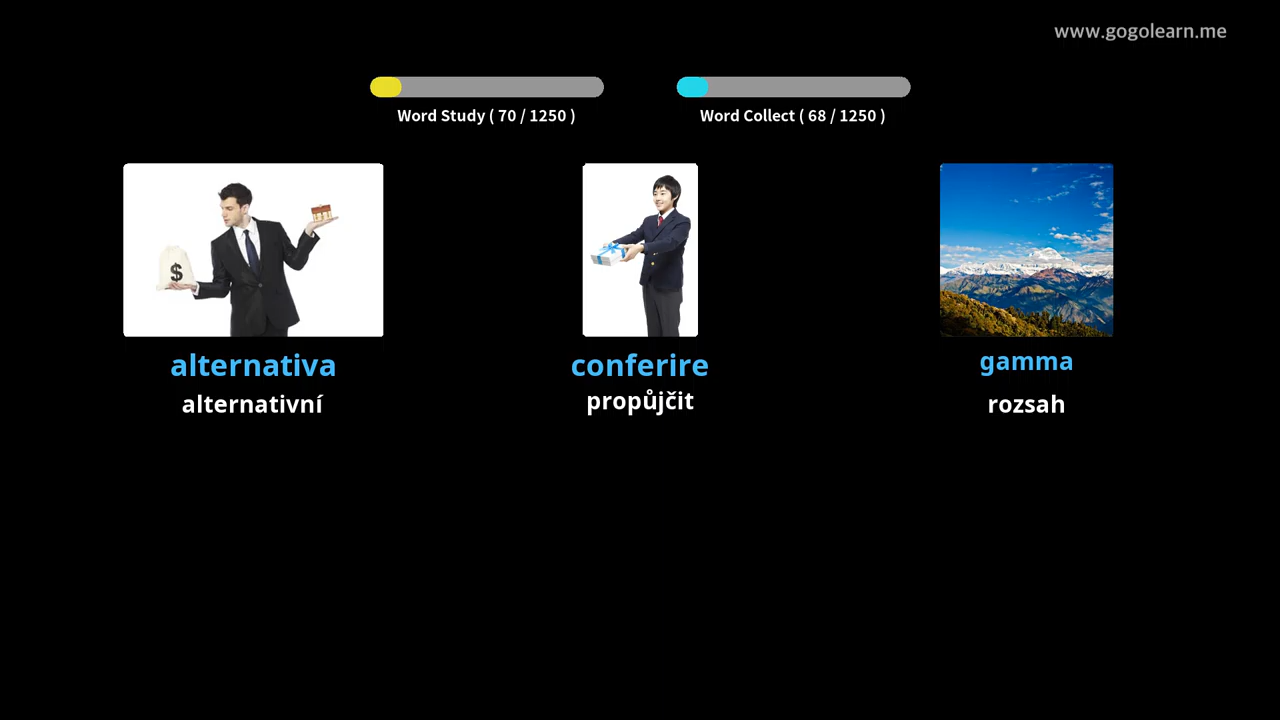 www.gogolearn.me
Word Study ( 70 / 1250 )
Word Collect ( 68 / 1250 )
$
alternativa
alternativní
conferire
propůjčit
gamma
rozsah